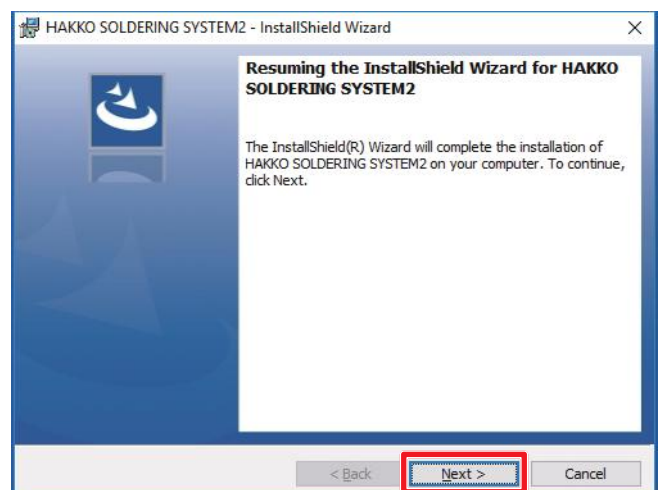 HAKKO SOLDERING SYSTEM2 - InstallShield Wizard
Resuming the InstallShield Wizard for HAKKO
SOLDERING SYSTEM2
The InstallShield(R) Wizard will complete the installation of
HAKKO SOLDERING SYSTEM2 on your computer. To continue,
click Next.
< Back
Next >
Cancel